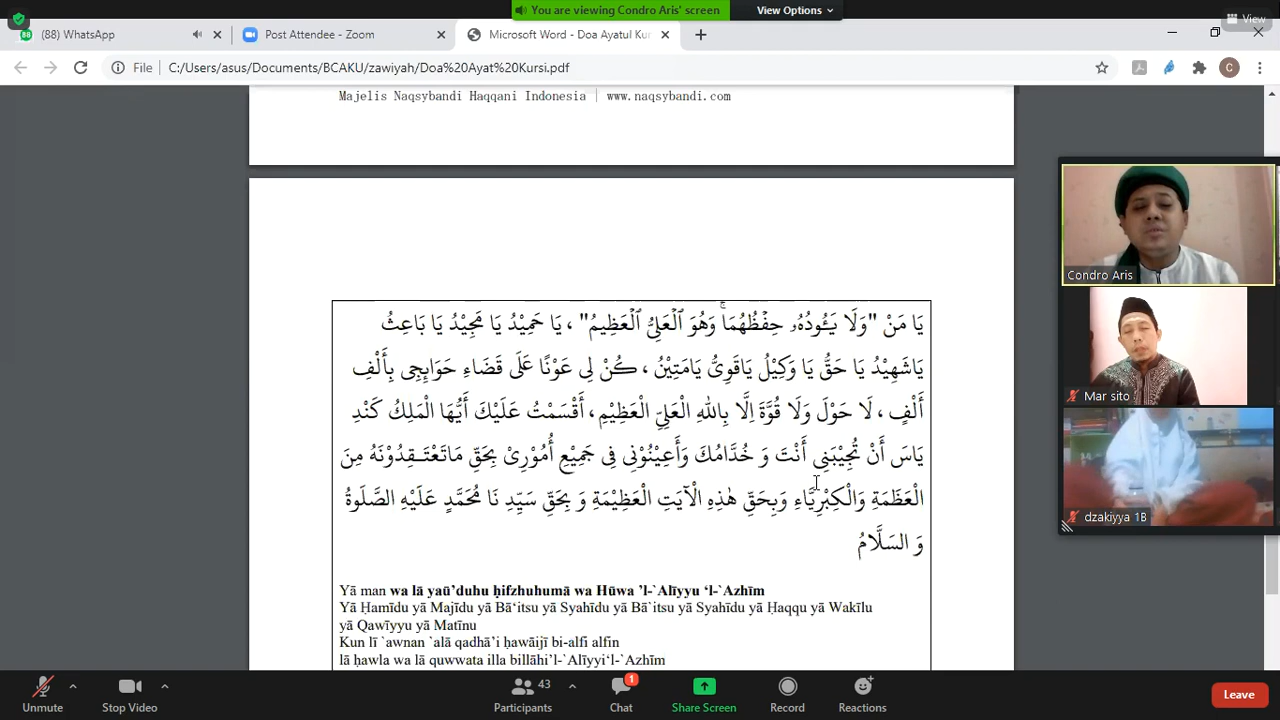 You are viewing Condro Aris' screen
View Options
View
(88) WhatsApp
Post Attendee - Zoom
Microsoft Word - Doa Ayatul Kur
File
C:/Users/asus/Documents/BCAKU/zawiyah/Doa%20Ayat%20Kursi.pdf
C
Majelis Naqsybandi Haqqani Indonesia | www.naqsybandi.com
يَا مَنْ "وَلَا يَـُٔودُهُۥ حِفْظُهُمَا ۚ وَهُوَ ٱلْعَلِىُّ ٱلْعَظِيمُ" ، يَا حَمِيْدُ يَا مَجِيْدُ يَا بَاعِثُ
يَاشَهِيْدُ يَا حَقُّ يَا وَكِيْلُ يَاقَوِىُّ يَامَتِيْنُ ، كُنْ لِى عَوْنًا عَلَى قَضَاءِ حَوَايِجِى بِأَلْفِ
أَلْفٍ ، لَا حَوْلَ وَلَا قُوَّةَ اِلَّا بِاللهِ الْعَلِىِّ الْعَظِيْمِ، أَقْسَمْتُ عَلَيْكَ أَيُّهَا الْمَلِكُ كَنْدِ
يَاسَ أَنْ تُجِيْبَنِى أَنْتَ وَ خُدَّامُكَ وَأَعِيْنُوْنِى فِى جَمِيْعِ أُمُوْرِىْ بِحَقِّ مَاتَعْتَـقِدُوْنَهُ مِنَ
الْعَظَمَةِ وَالْكِبْرِيَّاءِ وَبِحَقِّ هٰذِهِ الْآيَتِ الْعَظِيْمَةِ وَ بِحَقِّ سَيِّدِ نَا مُحَمَّدٍ عَلَيْهِ الصَّلَوةُ
وَ السَلَّامُ
Yā man wa lā yaū’duhu ḥifzhuhumā wa Hūwa ’l-`Alīyyu ‘l-`Azhīm
Yā Ḥamīdu yā Majīdu yā Bā‘itsu yā Syahīdu yā Bā`itsu yā Syahīdu yā Ḥaqqu yā Wakīlu
yā Qawīyyu yā Matīnu
Kun lī `awnan `alā qadhā’i ḥawāijī bi-alfi alfin
lā ḥawla wa lā quwwata illa billāhi’l-`Alīyyi‘l-`Azhīm
Condro Aris
Mar sito
dzakiyya 1B
Unmute
Stop Video
43
Participants
1
Chat
Share Screen
Record
Reactions
Leave